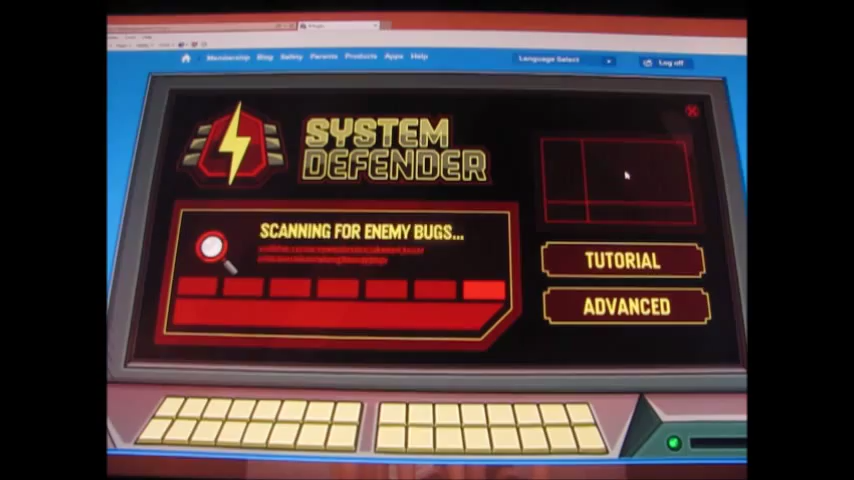 Membership Blog Safety Parents Products Apps Help
Language Select
Log off
SYSTEM
DEFENDER
SCANNING FOR ENEMY BUGS...
TUTORIAL
ADVANCED